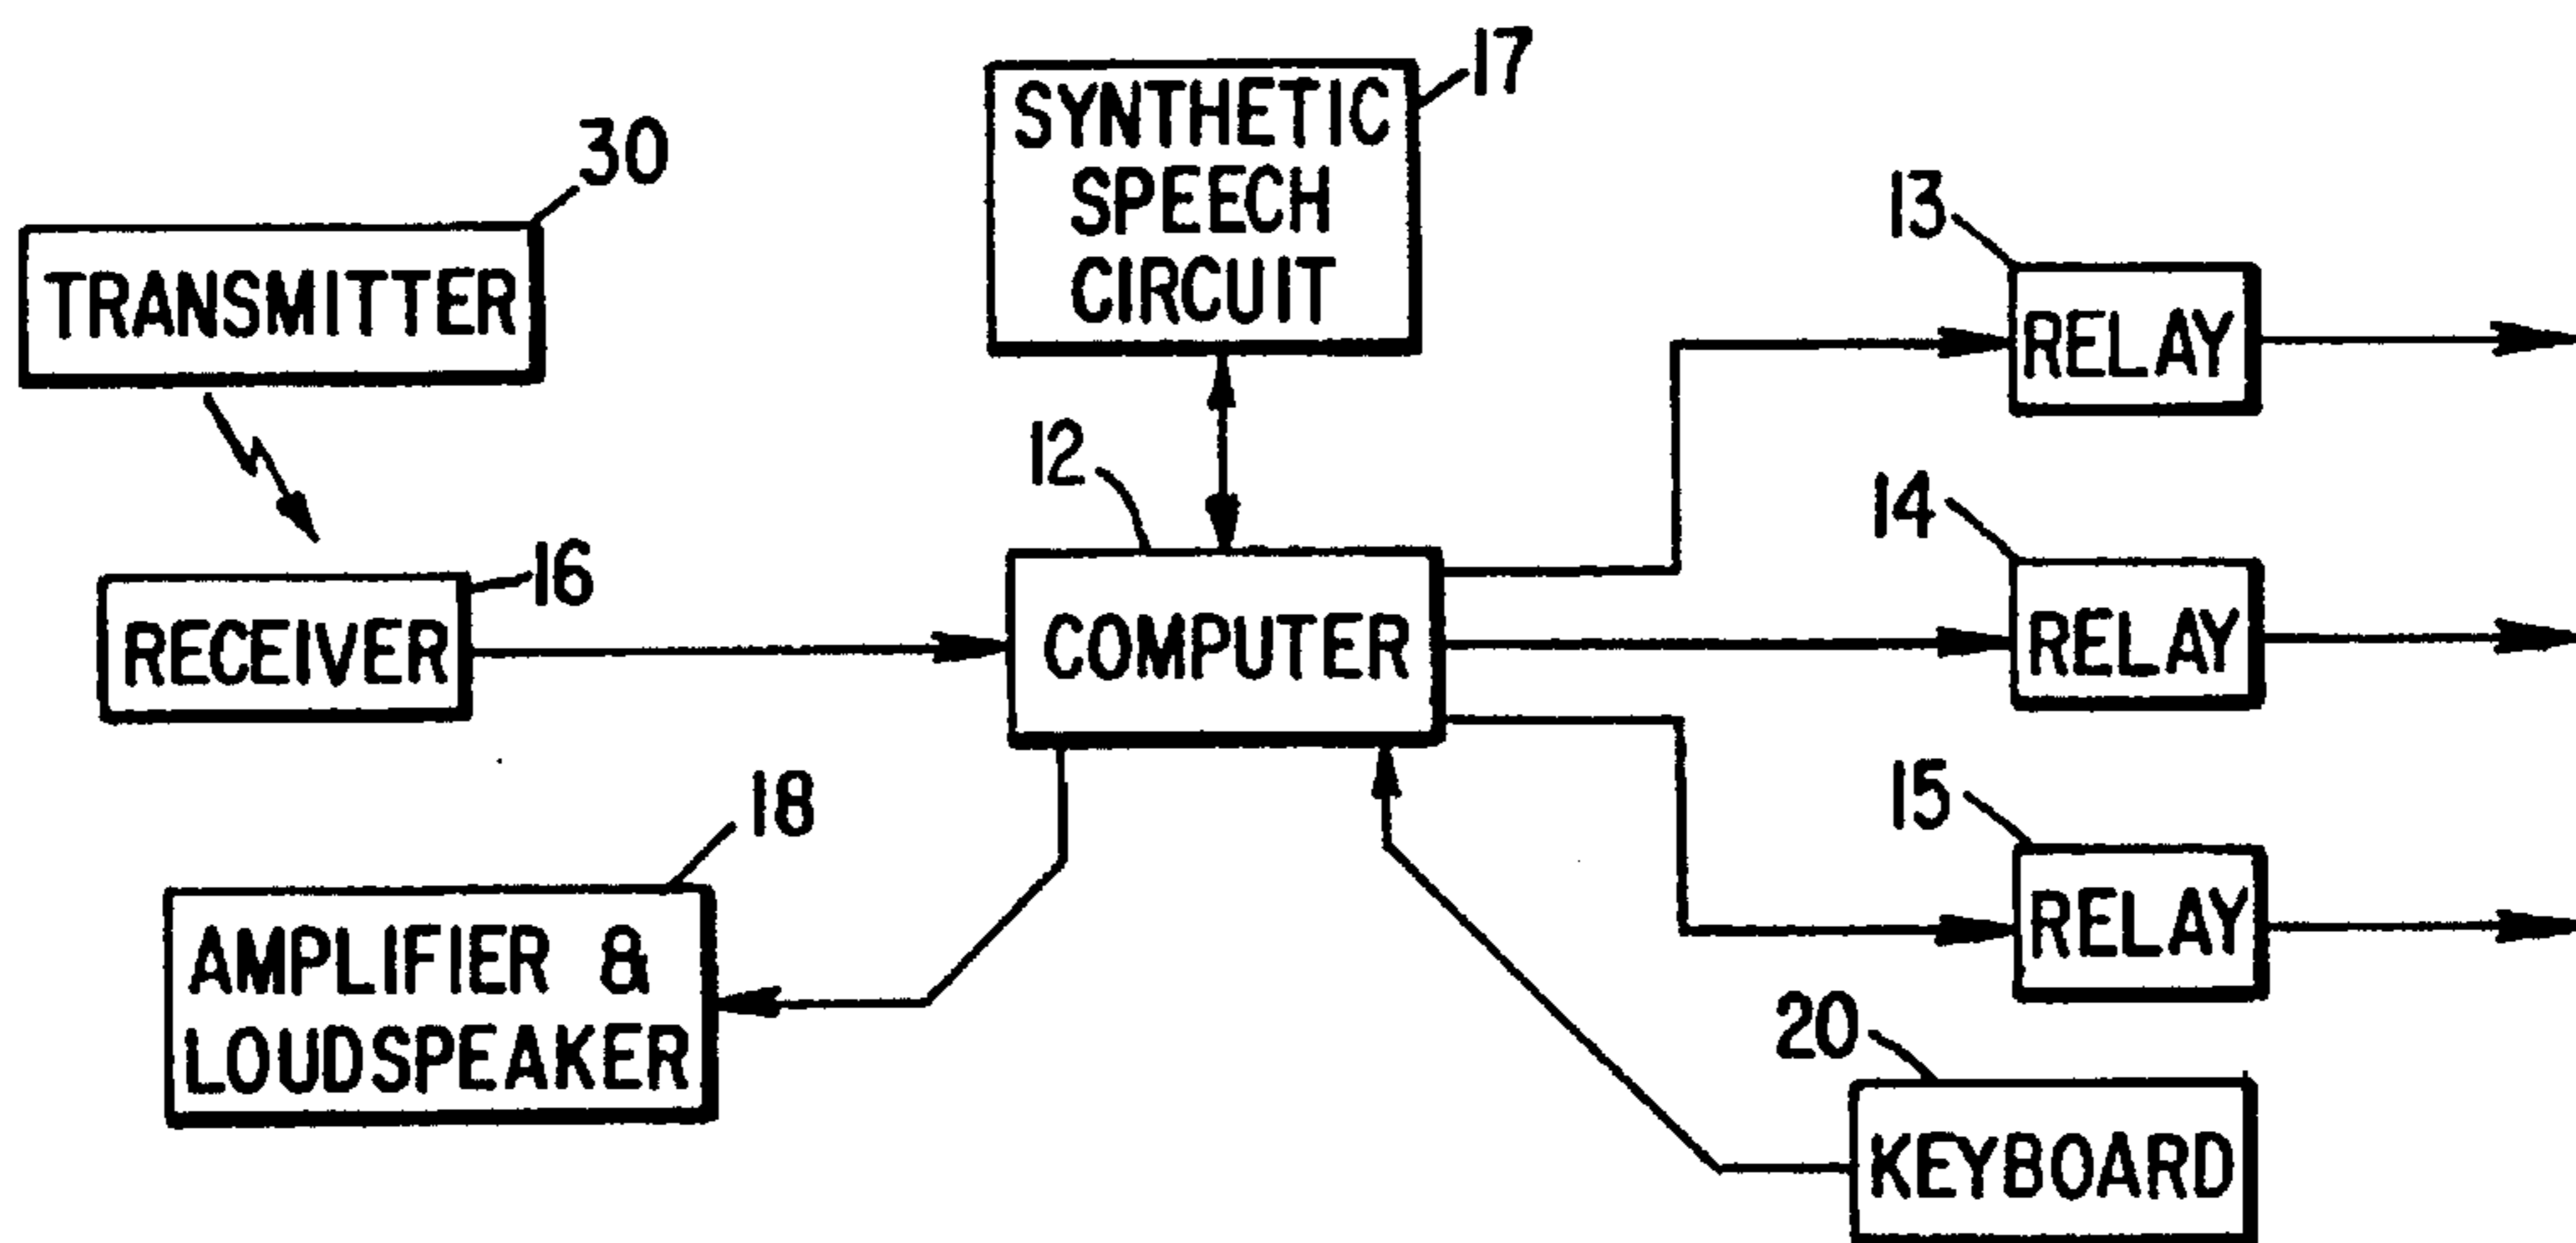 17
SYNTHETIC
SPEECH
CIRCUIT
30
TRANSMITTER
13
RELAY
12
14
16
RECEIVER
COMPUTER
RELAY
18
15
AMPLIFIER &
LOUDSPEAKER
RELAY
20
KEYBOARD